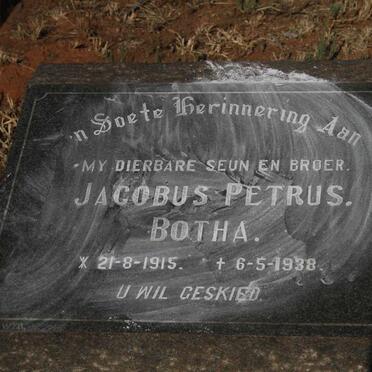 'n Soete Herinnering Aan
MY DIERBARE SEUN EN BROER.
JACOBUS PETRUS.
BOTHA.
* 21-8-1915. † 6-5-1938.
U WIL GESKIED.